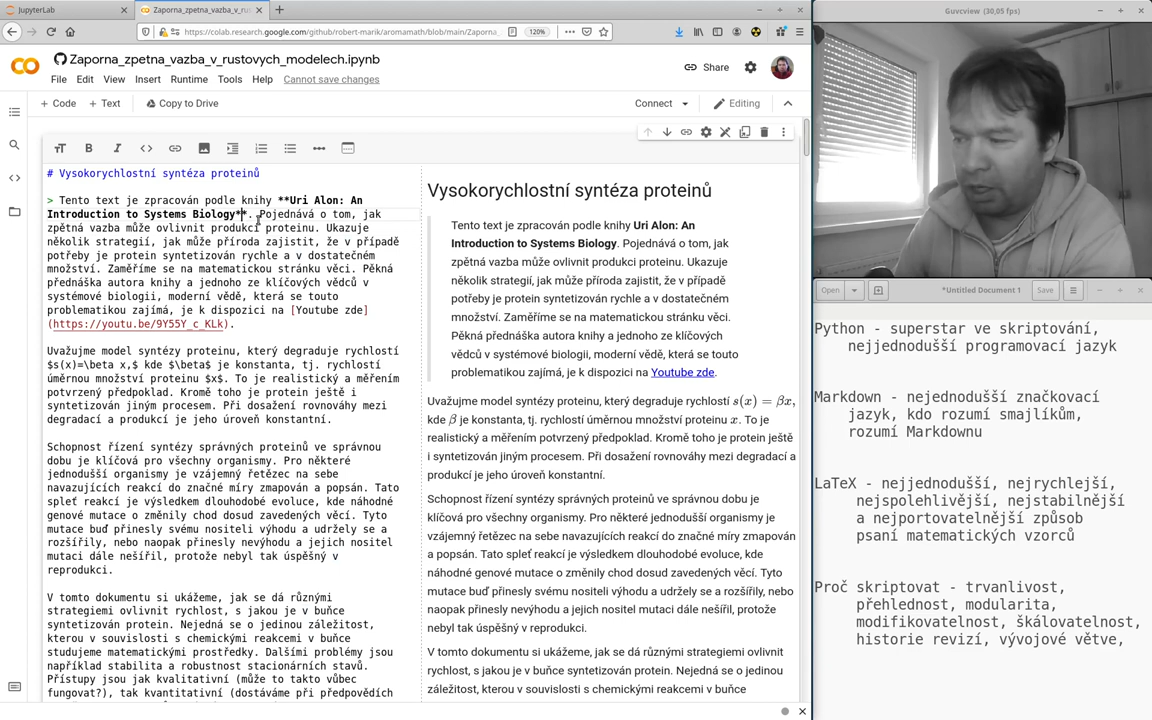 JupyterLab
Zaporna_zpetna_vazba_v_rus
https://colab.research.google.com/github/robert-marik/aromamath/blob/main/Zaporna_
120%
Zaporna_zpetna_vazba_v_rustovych_modelech.ipynb
File Edit View Insert Runtime Tools Help Cannot save changes
Share
+ Code + Text Copy to Drive
Connect
Editing
# Vysokorychlostní syntéza proteinů
> Tento text je zpracován podle knihy **Uri Alon: An
Introduction to Systems Biology**. Pojednává o tom, jak
zpětná vazba může ovlivnit produkci proteinu. Ukazuje
několik strategií, jak může příroda zajistit, že v případě
potřeby je protein syntetizován rychle a v dostatečném
množství. Zaměříme se na matematickou stránku věci. Pěkná
přednáška autora knihy a jednoho ze klíčových vědců v
systémové biologii, moderní vědě, která se touto
problematikou zajímá, je k dispozici na [Youtube zde]
(https://youtu.be/9Y55Y_c_KLk).
Uvažujme model syntézy proteinu, který degraduje rychlostí
$s(x)=\beta x,$ kde $\beta$ je konstanta, tj. rychlostí
úměrnou množství proteinu $x$. To je realistický a měřením
potvrzený předpoklad. Kromě toho je protein ještě i
syntetizován jiným procesem. Při dosažení rovnováhy mezi
degradací a produkcí je jeho úroveň konstantní.
Schopnost řízení syntézy správných proteinů ve správnou
dobu je klíčová pro všechny organismy. Pro některé
jednodušší organismy je vzájemný řetězec na sebe
navazujících reakcí do značné míry zmapován a popsán. Tato
spleť reakcí je výsledkem dlouhodobé evoluce, kde náhodné
genové mutace o změnily chod dosud zavedených věcí. Tyto
mutace buď přinesly svému nositeli výhodu a udržely se a
rozšířily, nebo naopak přinesly nevýhodu a jejich nositel
mutaci dále nešířil, protože nebyl tak úspěšný v
reprodukci.
V tomto dokumentu si ukážeme, jak se dá různými
strategiemi ovlivnit rychlost, s jakou je v buňce
syntetizován protein. Nejedná se o jedinou záležitost,
kterou v souvislosti s chemickými reakcemi v buňce
studujeme matematickými prostředky. Dalšími problémy jsou
například stabilita a robustnost stacionárních stavů.
Přístupy jsou jak kvalitativní (může to takto vůbec
fungovat?), tak kvantitativní (dostáváme při předpovědích
Vysokorychlostní syntéza proteinů
Tento text je zpracován podle knihy Uri Alon: An
Introduction to Systems Biology. Pojednává o tom, jak
zpětná vazba může ovlivnit produkci proteinu. Ukazuje
několik strategií, jak může příroda zajistit, že v případě
potřeby je protein syntetizován rychle a v dostatečném
množství. Zaměříme se na matematickou stránku věci.
Pěkná přednáška autora knihy a jednoho ze klíčových
vědců v systémové biologii, moderní vědě, která se touto
problematikou zajímá, je k dispozici na Youtube zde.
Uvažujme model syntézy proteinu, který degraduje rychlostí s(x) = βx,
kde β je konstanta, tj. rychlostí úměrnou množství proteinu x. To je
realistický a měřením potvrzený předpoklad. Kromě toho je protein ještě
i syntetizován jiným procesem. Při dosažení rovnováhy mezi degradací a
produkcí je jeho úroveň konstantní.
Schopnost řízení syntézy správných proteinů ve správnou dobu je
klíčová pro všechny organismy. Pro některé jednodušší organismy je
vzájemný řetězec na sebe navazujících reakcí do značné míry zmapován
a popsán. Tato spleť reakcí je výsledkem dlouhodobé evoluce, kde
náhodné genové mutace o změnily chod dosud zavedených věcí. Tyto
mutace buď přinesly svému nositeli výhodu a udržely se a rozšířily, nebo
naopak přinesly nevýhodu a jejich nositel mutaci dále nešířil, protože
nebyl tak úspěšný v reprodukci.
V tomto dokumentu si ukážeme, jak se dá různými strategiemi ovlivnit
rychlost, s jakou je v buňce syntetizován protein. Nejedná se o jedinou
záležitost, kterou v souvislosti s chemickými reakcemi v buňce
Guvcview (30,05 fps)
Open
*Untitled Document 1
Save
Python - superstar ve skriptování,
nejjednodušší programovací jazyk
Markdown - nejednodušší značkovací
jazyk, kdo rozumí smajlíkům,
rozumí Markdownu
LaTeX - nejjednodušší, nejrychlejší,
nejspolehlivější, nejstabilnější
a nejportovatelnější způsob
psaní matematických vzorců
Proč skriptovat - trvanlivost,
přehlednost, modularita,
modifikovatelnost, škálovatelnost,
historie revizí, vývojové větve,